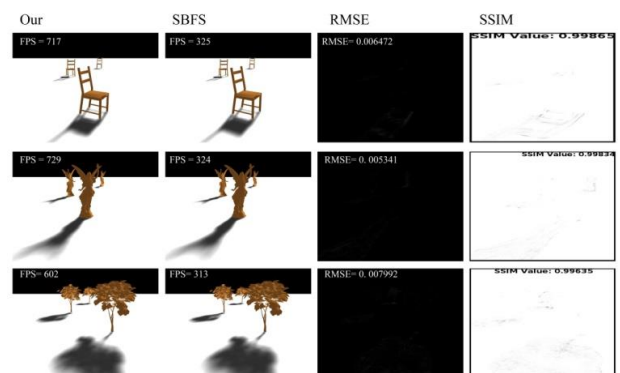 Our SBFS RMSE SSIM
FPS = 717 FPS = 325 RMSE= 0.006472 SSIM Value: 0.99865
FPS = 729 FPS = 324 RMSE= 0. 005341 SSIM Value: 0.99834
FPS= 602 FPS= 313 RMSE= 0. 007992 SSIM Value: 0.99635